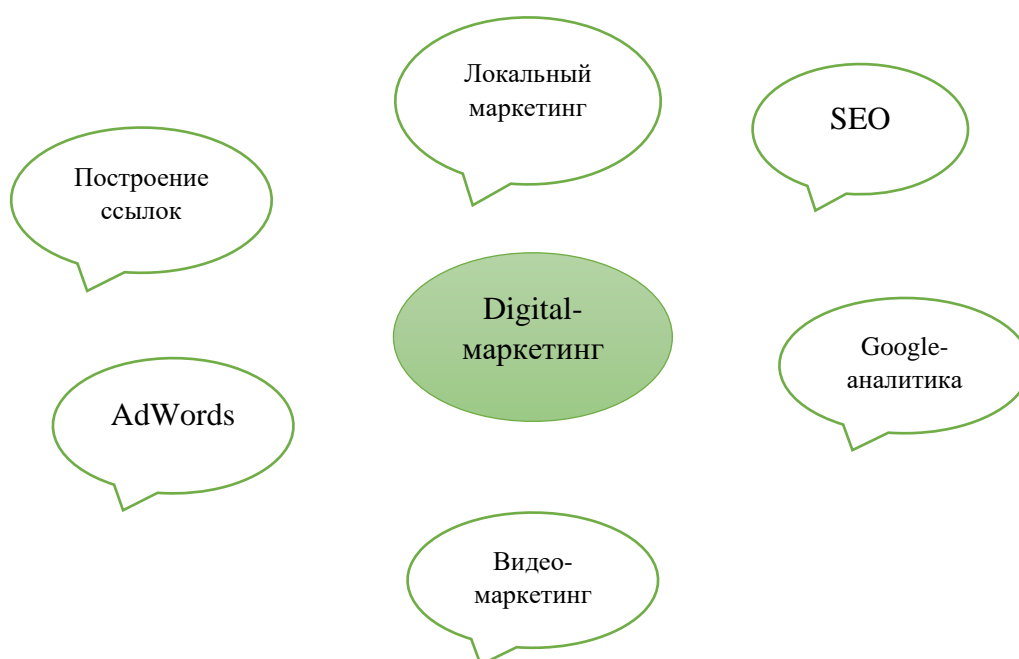 Локальный
маркетинг
SEO
Построение
ссылок
Digital-
маркетинг
Google-
аналитика
AdWords
Видео-
маркетинг